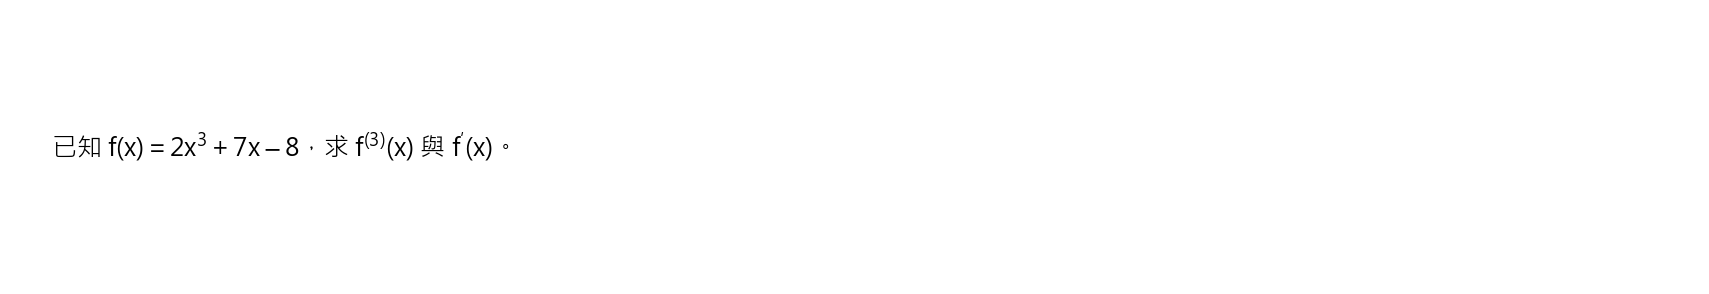 已知 f(x) = 2x³ + 7x – 8，求 f⁽³⁾(x) 與 f′(x)。